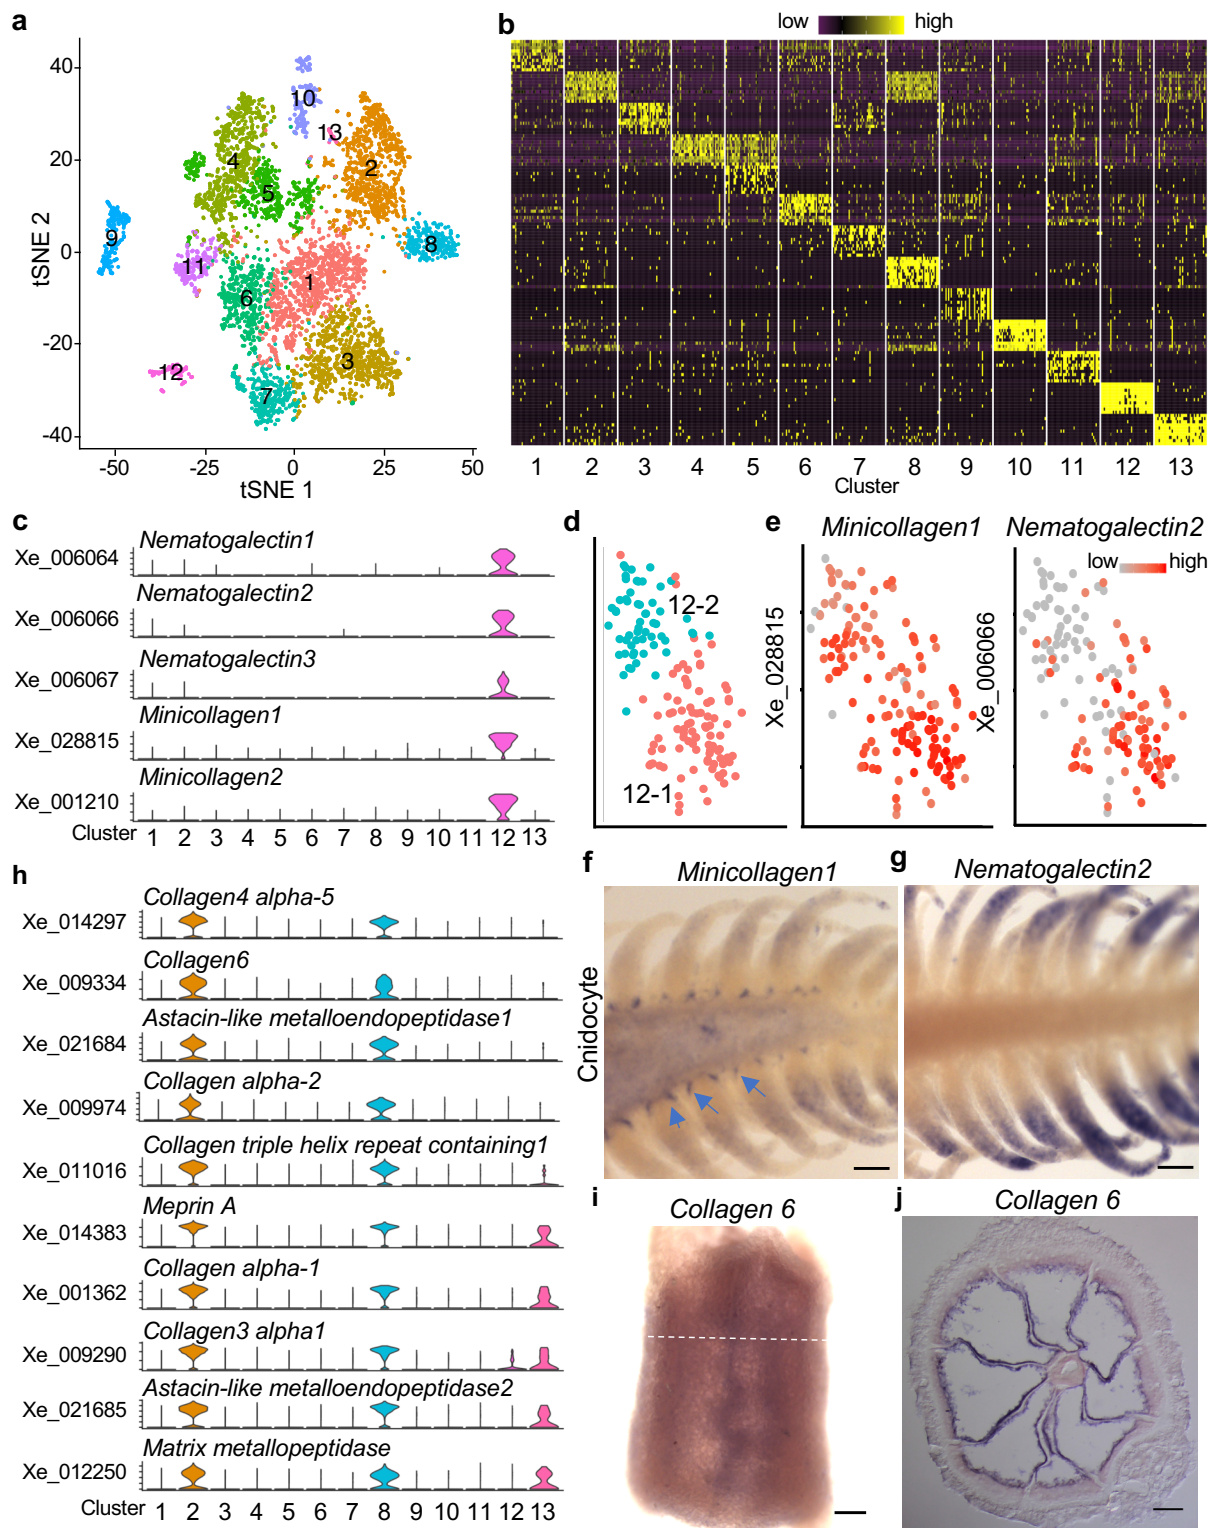 a
40
20
0
-20
-40
tSNE 2
-50
-25
0
25
50
tSNE 1
1
2
3
4
5
6
7
8
9
10
11
12
13
b
low
high
1 2 3 4 5 6 7 8 9 10 11 12 13
Cluster
c
Nematogalectin1
Xe_006064
Nematogalectin2
Xe_006066
Nematogalectin3
Xe_006067
Minicollagen1
Xe_028815
Minicollagen2
Xe_001210
Cluster 1 2 3 4 5 6 7 8 9 10 11 12 13
d
12-2
12-1
e
Minicollagen1
Xe_028815
Nematogalectin2
low
high
Xe_006066
f
Minicollagen1
Cnidocyte
g
Nematogalectin2
h
Collagen4 alpha-5
Xe_014297
Collagen6
Xe_009334
Astacin-like metalloendopeptidase1
Xe_021684
Collagen alpha-2
Xe_009974
Collagen triple helix repeat containing1
Xe_011016
Meprin A
Xe_014383
Collagen alpha-1
Xe_001362
Collagen3 alpha1
Xe_009290
Astacin-like metalloendopeptidase2
Xe_021685
Matrix metallopeptidase
Xe_012250
Cluster 1 2 3 4 5 6 7 8 9 10 11 12 13
i
Collagen 6
j
Collagen 6